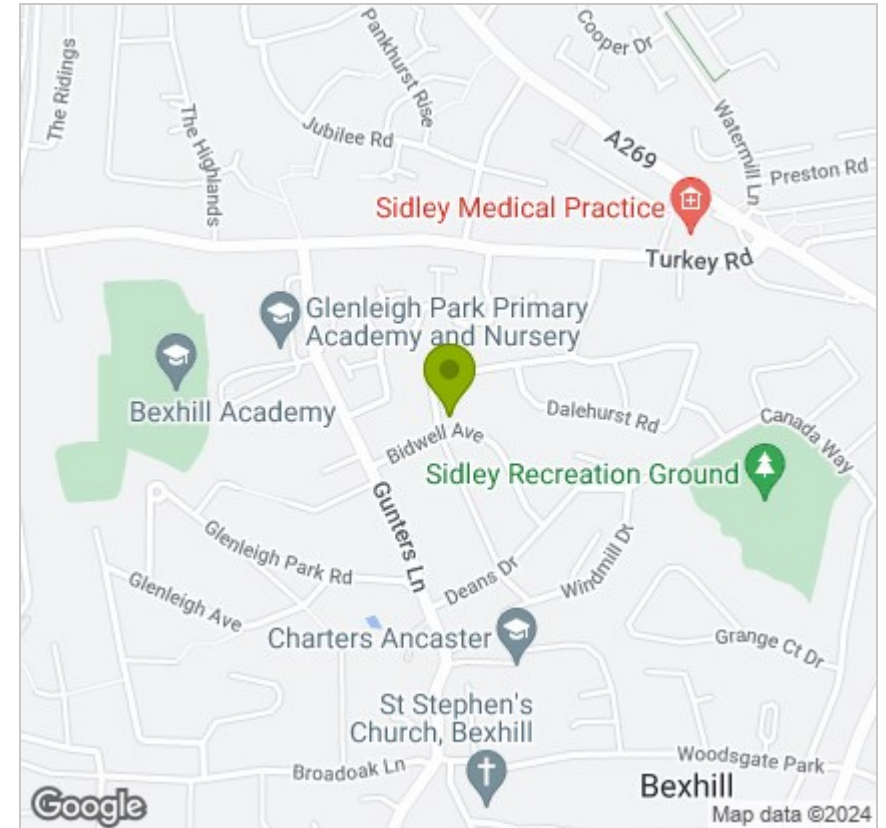 Cooper Dr
Pankhurst Rise
The Ridings
The Highlands
Jubilee Rd
A269
Watermill Ln
Preston Rd
Sidley Medical Practice
Turkey Rd
Glenleigh Park Primary
Academy and Nursery
Bexhill Academy
Dalehurst Rd
Canada Way
Bidwell Ave
Sidley Recreation Ground
Gunters Ln
Glenleigh Park Rd
Deans Dr
Windmill Dr
Glenleigh Ave
Charters Ancaster
Grange Ct Dr
St Stephen's
Church, Bexhill
Broadoak Ln
Woodsgate Park
Bexhill
Google
Map data ©2024